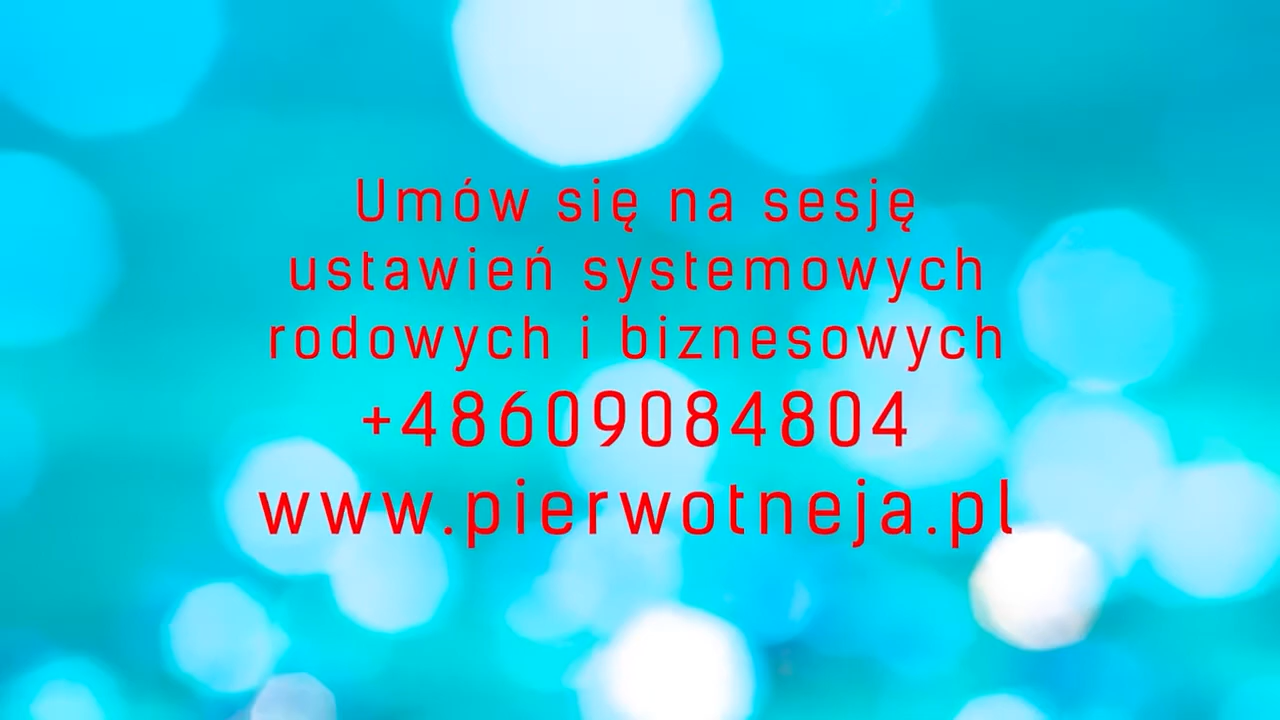 Umów się na sesję
ustawień systemowych
rodowych i biznesowych
+48609084804
www.pierwotneja.pl